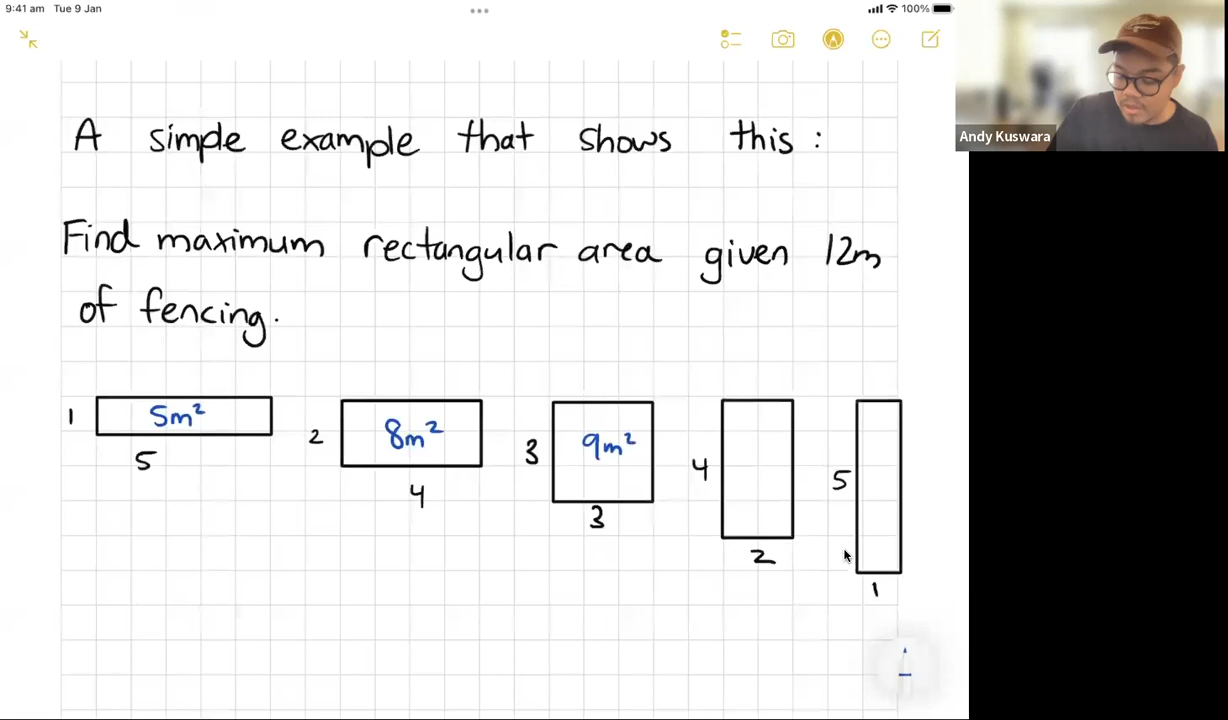 9:41 am Tue 9 Jan
100%
A simple example that shows this :
Find maximum rectangular area given 12m
of fencing.
1 5m² 5
2 8m² 4
3 9m² 3
4 2
5 1
Andy Kuswara